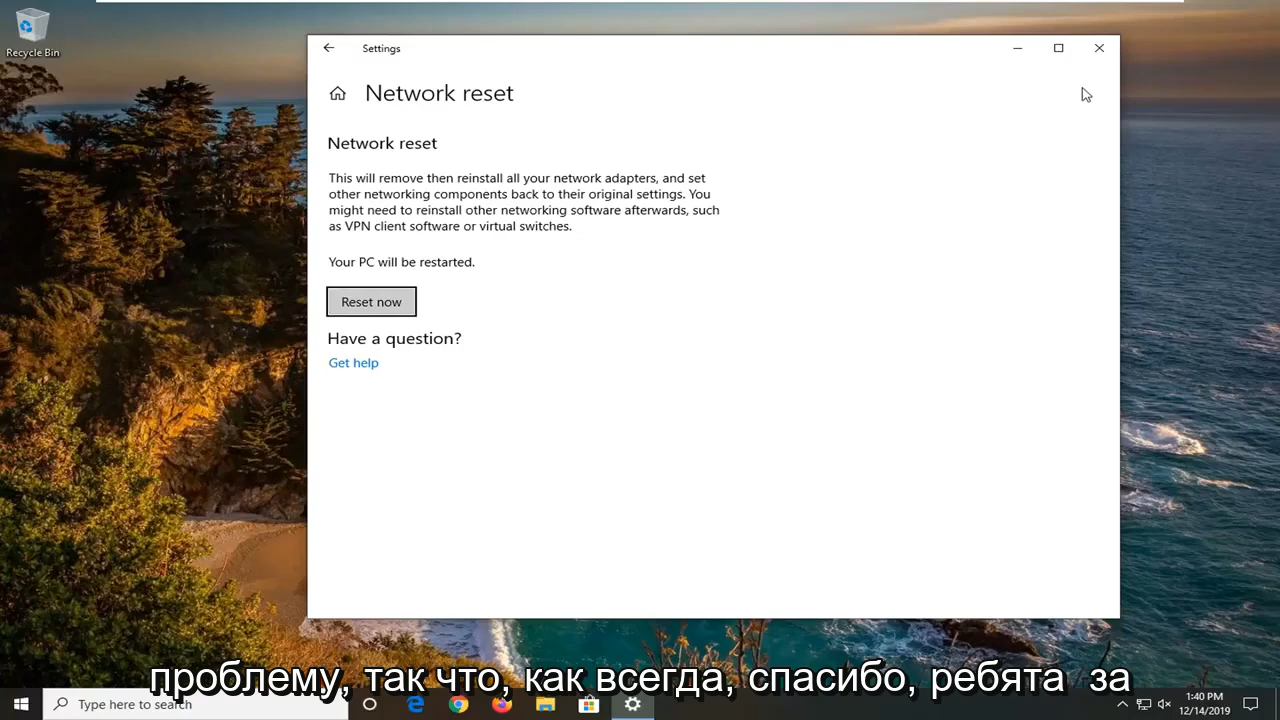 Recycle Bin
Settings
Network reset
Network reset
This will remove then reinstall all your network adapters, and set
other networking components back to their original settings. You
might need to reinstall other networking software afterwards, such
as VPN client software or virtual switches.
Your PC will be restarted.
Reset now
Have a question?
Get help
проблему, так что, как всегда, спасибо, ребята за
Type here to search
1:40 PM
12/14/2019